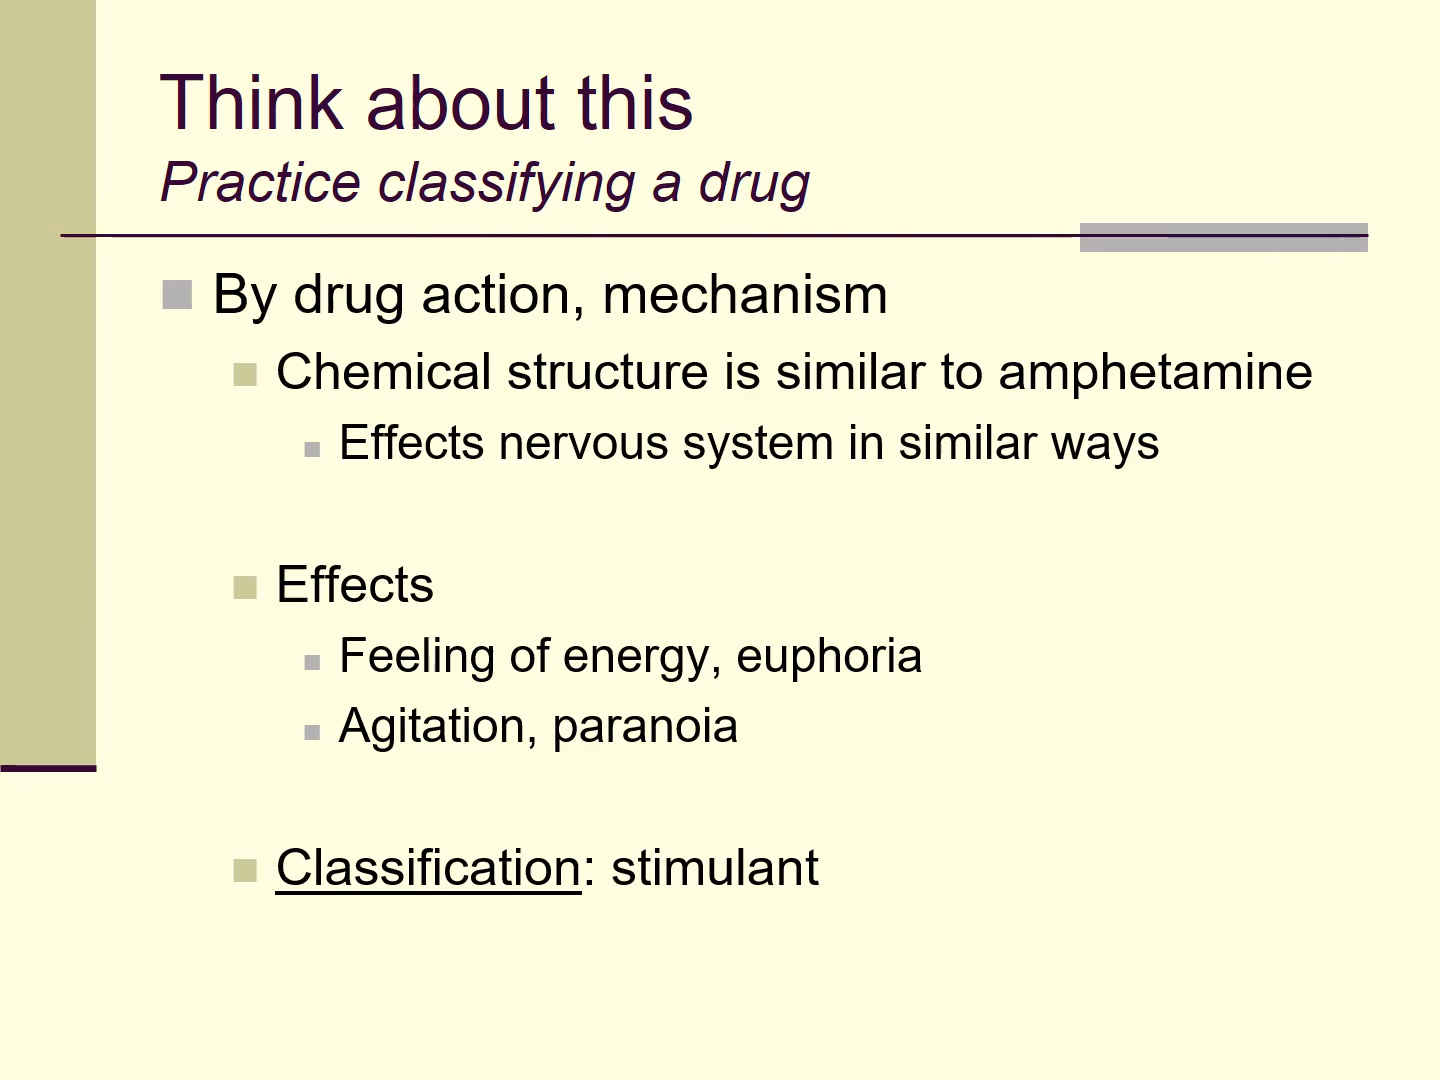 Think about this
Practice classifying a drug
By drug action, mechanism
Chemical structure is similar to amphetamine
Effects nervous system in similar ways
Effects
Feeling of energy, euphoria
Agitation, paranoia
Classification: stimulant